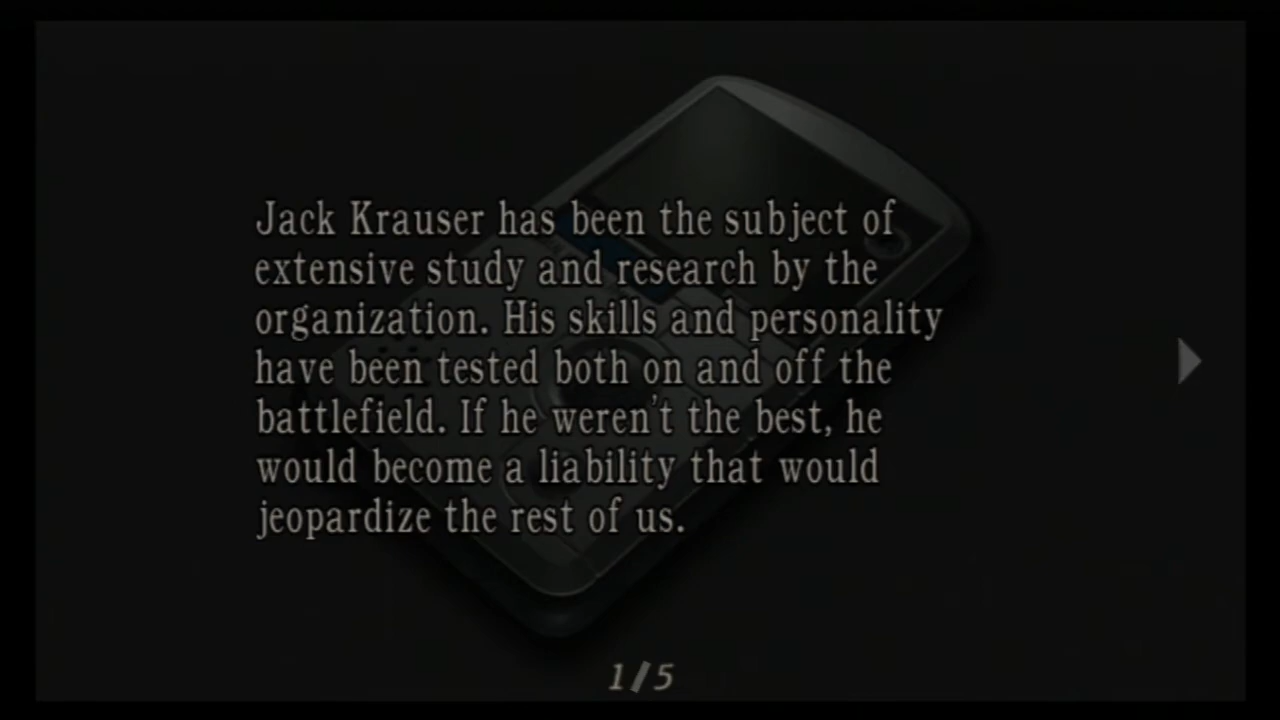 Jack Krauser has been the subject of
extensive study and research by the
organization. His skills and personality
have been tested both on and off the
battlefield. If he weren't the best, he
would become a liability that would
jeopardize the rest of us.
1/5